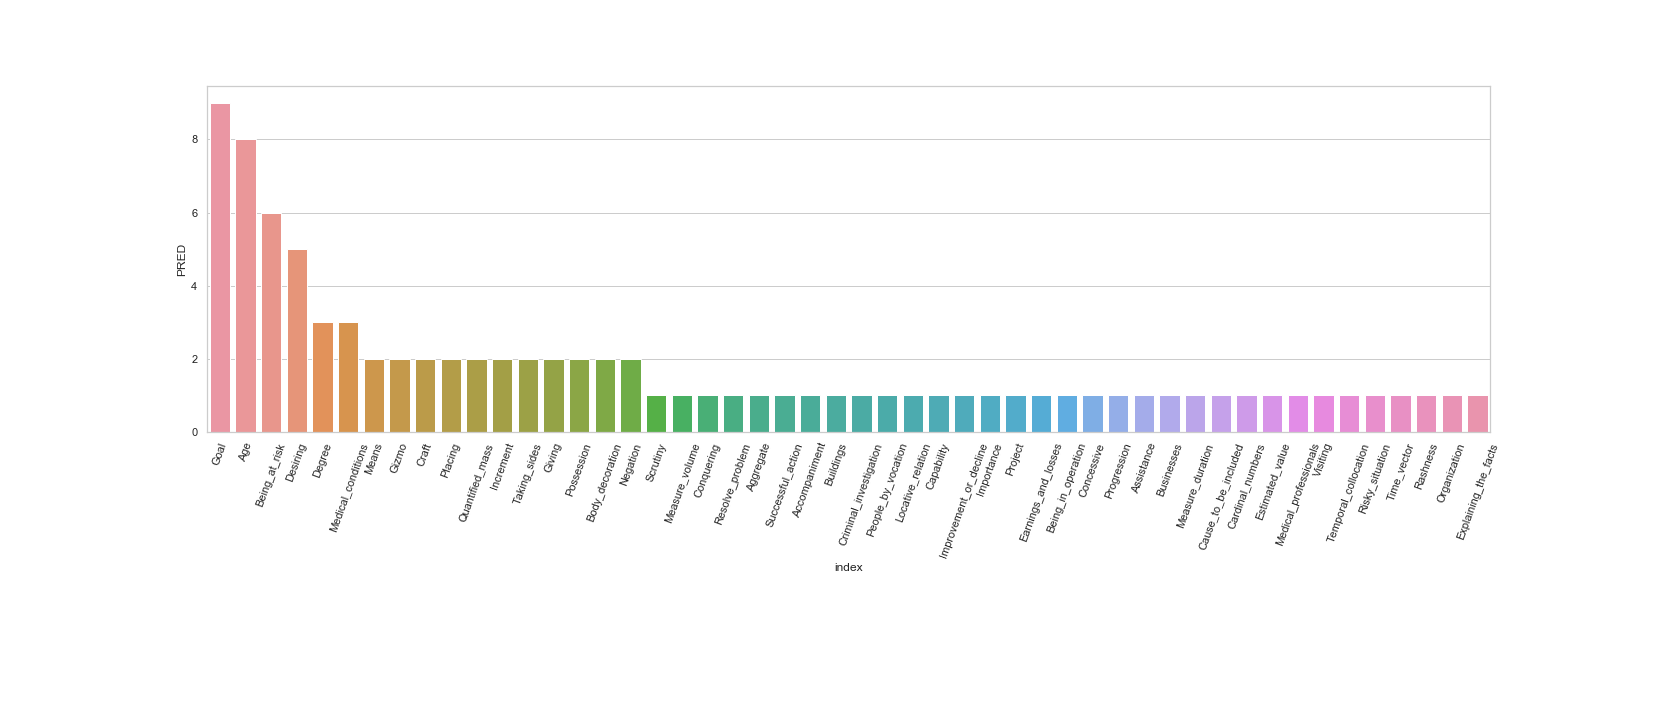 8
6
4
2
0
PRED
Goal
Age
Being_at_risk
Desiring
Degree
Medical_conditions
Means
Gizmo
Craft
Placing
Quantified_mass
Increment
Taking_sides
Giving
Possession
Body_decoration
Negation
Scrutiny
Measure_volume
Conquering
Resolve_problem
Aggregate
Successful_action
Accompaniment
Buildings
Criminal_investigation
People_by_vocation
Locative_relation
Capability
Improvement_or_decline
Importance
Project
Earnings_and_losses
Being_in_operation
Concessive
Progression
Assistance
Businesses
Measure_duration
Cause_to_be_included
Cardinal_numbers
Estimated_value
Medical_professionals
Visiting
Temporal_collocation
Risky_situation
Time_vector
Rashness
Organization
Explaining_the_facts
index